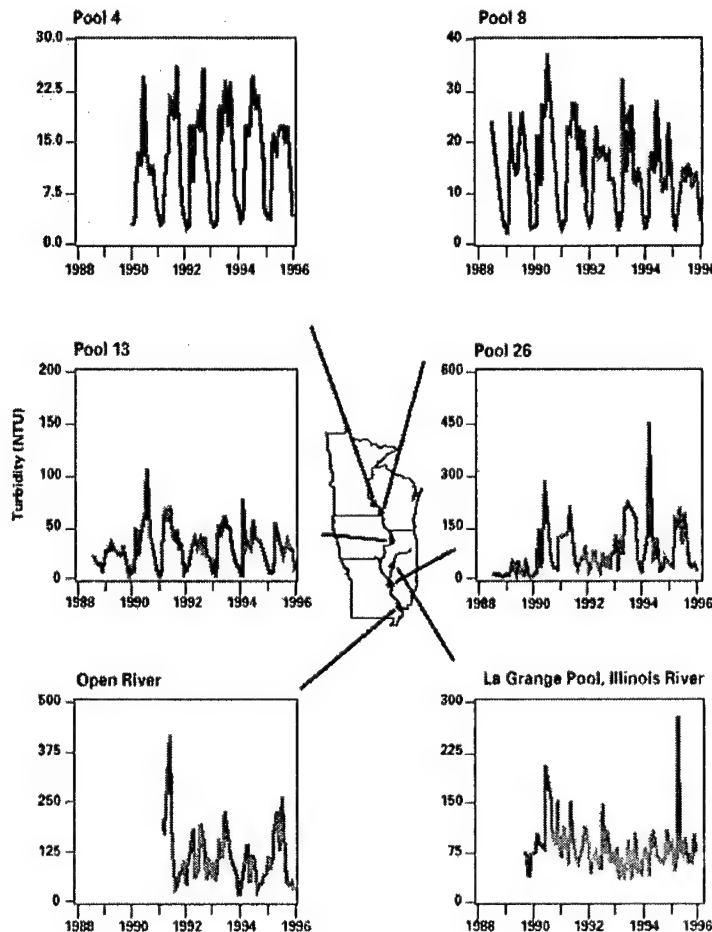 Pool 4
30.0
22.5
15.0
7.5
0.0
1988 1990 1992 1994 1996
Pool 8
40
30
20
10
0
1988 1990 1992 1994 1996
Turbidity (NTU)
Pool 13
200
150
100
50
0
1988 1990 1992 1994 1996
Pool 26
600
450
300
150
0
1988 1990 1992 1994 1996
Open River
500
375
250
125
0
1988 1990 1992 1994 1996
La Grange Pool, Illinois River
300
225
150
75
0
1988 1990 1992 1994 1996